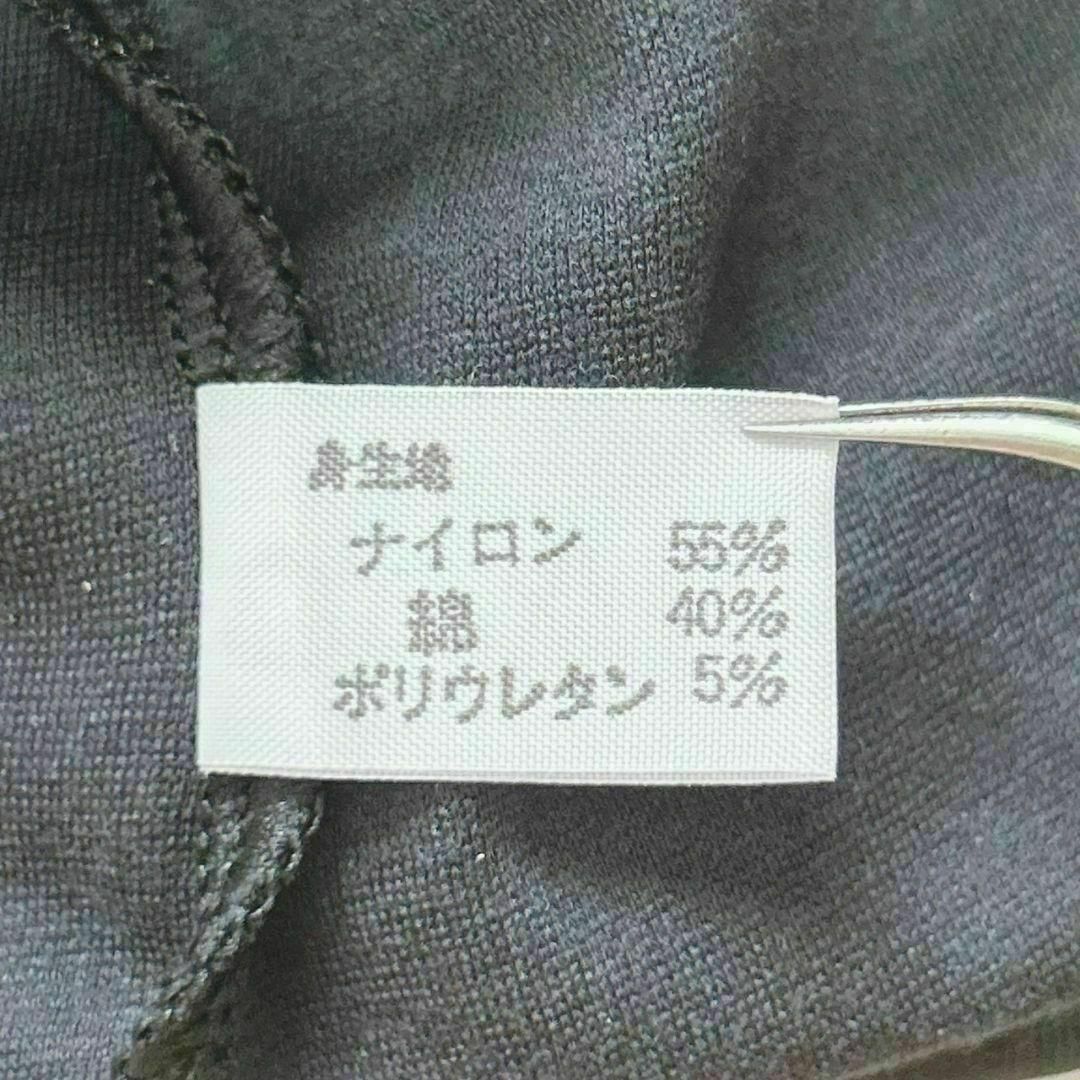 身生地
ナイロン 55%
綿 40%
ポリウレタン 5%